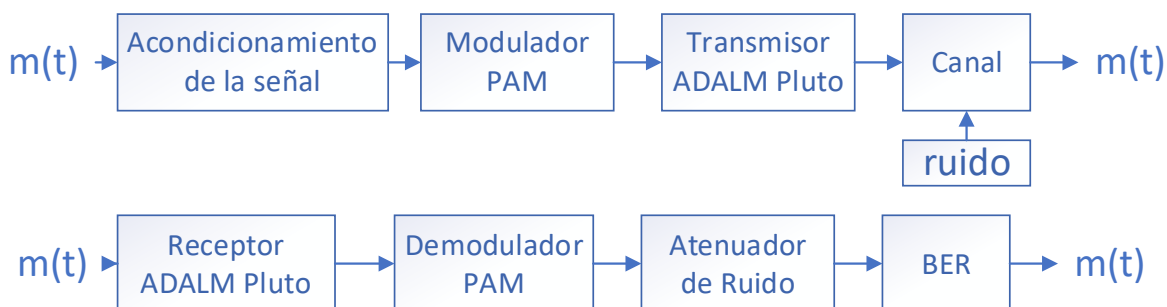 m(t)
Acondicionamiento
de la señal
Modulador
PAM
Transmisor
ADALM Pluto
Canal
m(t)
ruido
m(t)
Receptor
ADALM Pluto
Demodulador
PAM
Atenuador
de Ruido
BER
m(t)